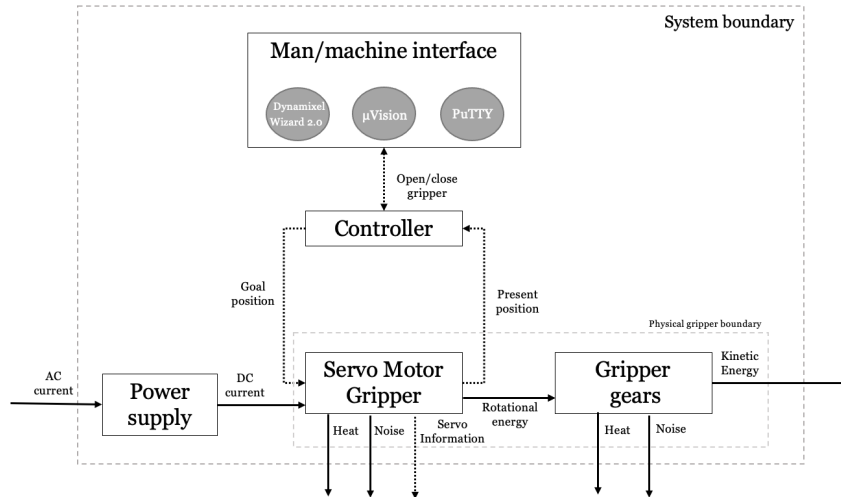 System boundary
Man/machine interface
Dynamixel
Wizard 2.0
μVision
PuTTY
Open/close
gripper
Controller
Goal
position
Present
position
Physical gripper boundary
AC
current
Power
supply
DC
current
Servo Motor
Gripper
Rotational
energy
Gripper
gears
Kinetic
Energy
Heat
Noise
Servo
Information
Heat
Noise